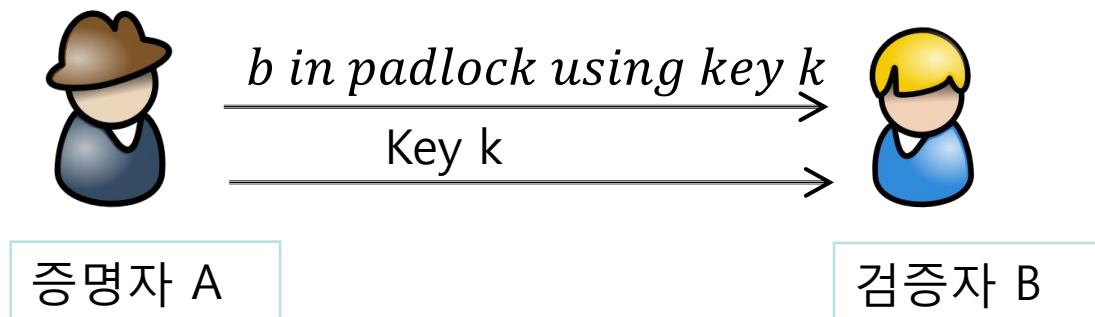 b in padlock using key k
Key k
증명자 A
검증자 B